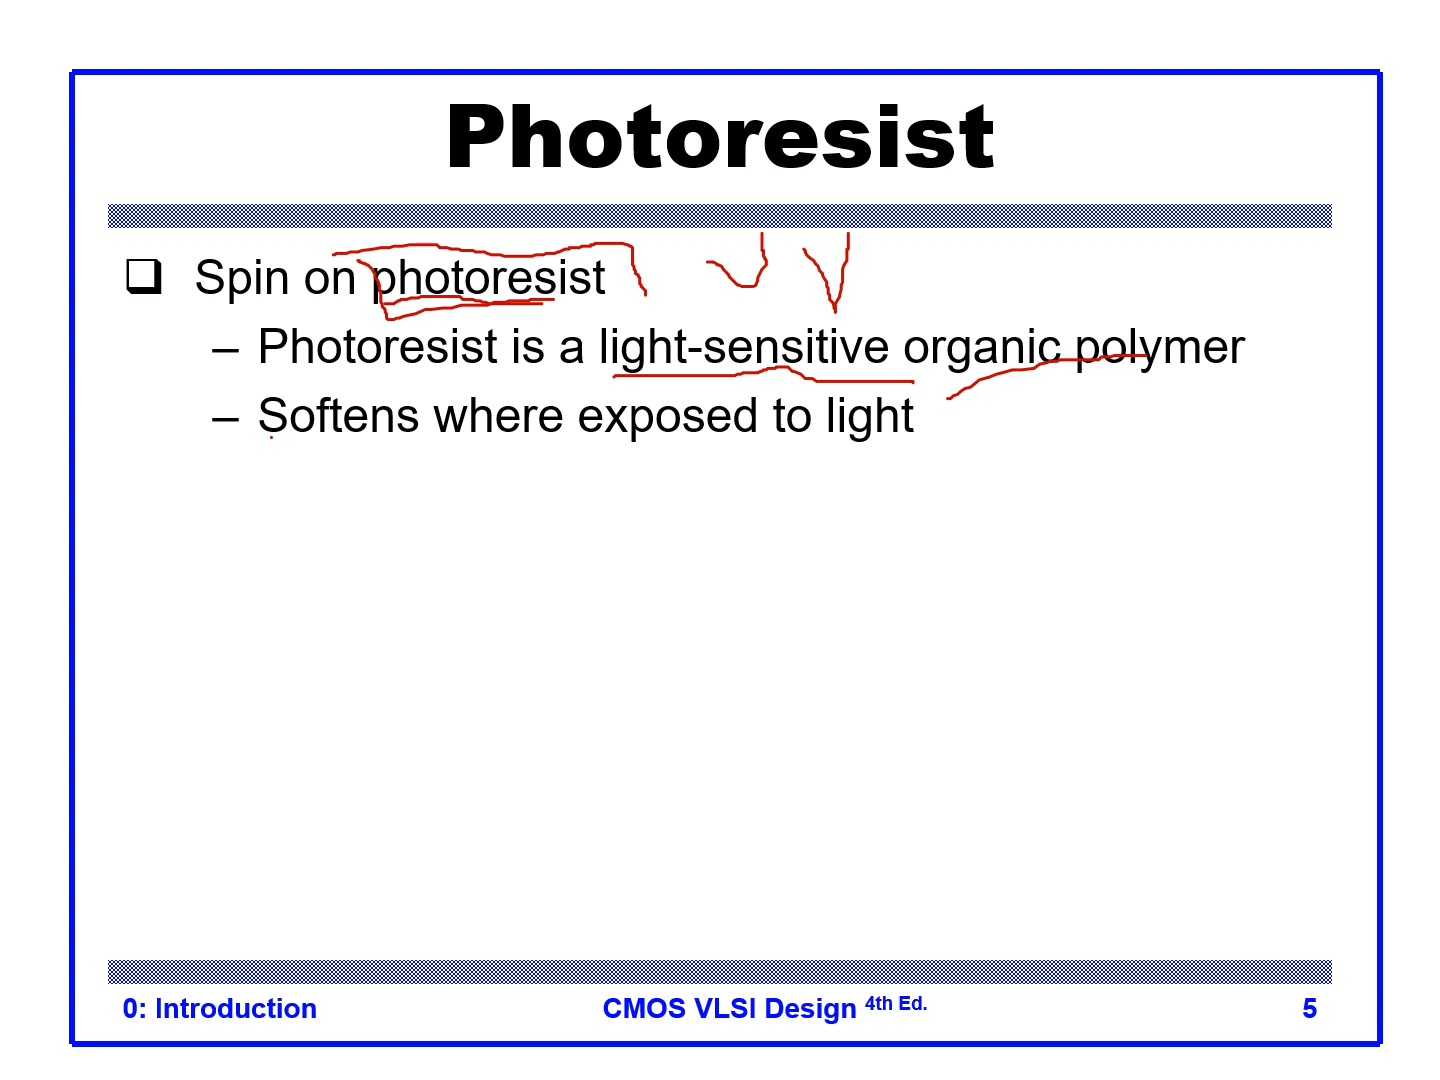 Photoresist
❑ Spin on photoresist
– Photoresist is a light-sensitive organic polymer
– Softens where exposed to light
0: Introduction CMOS VLSI Design 4th Ed. 5